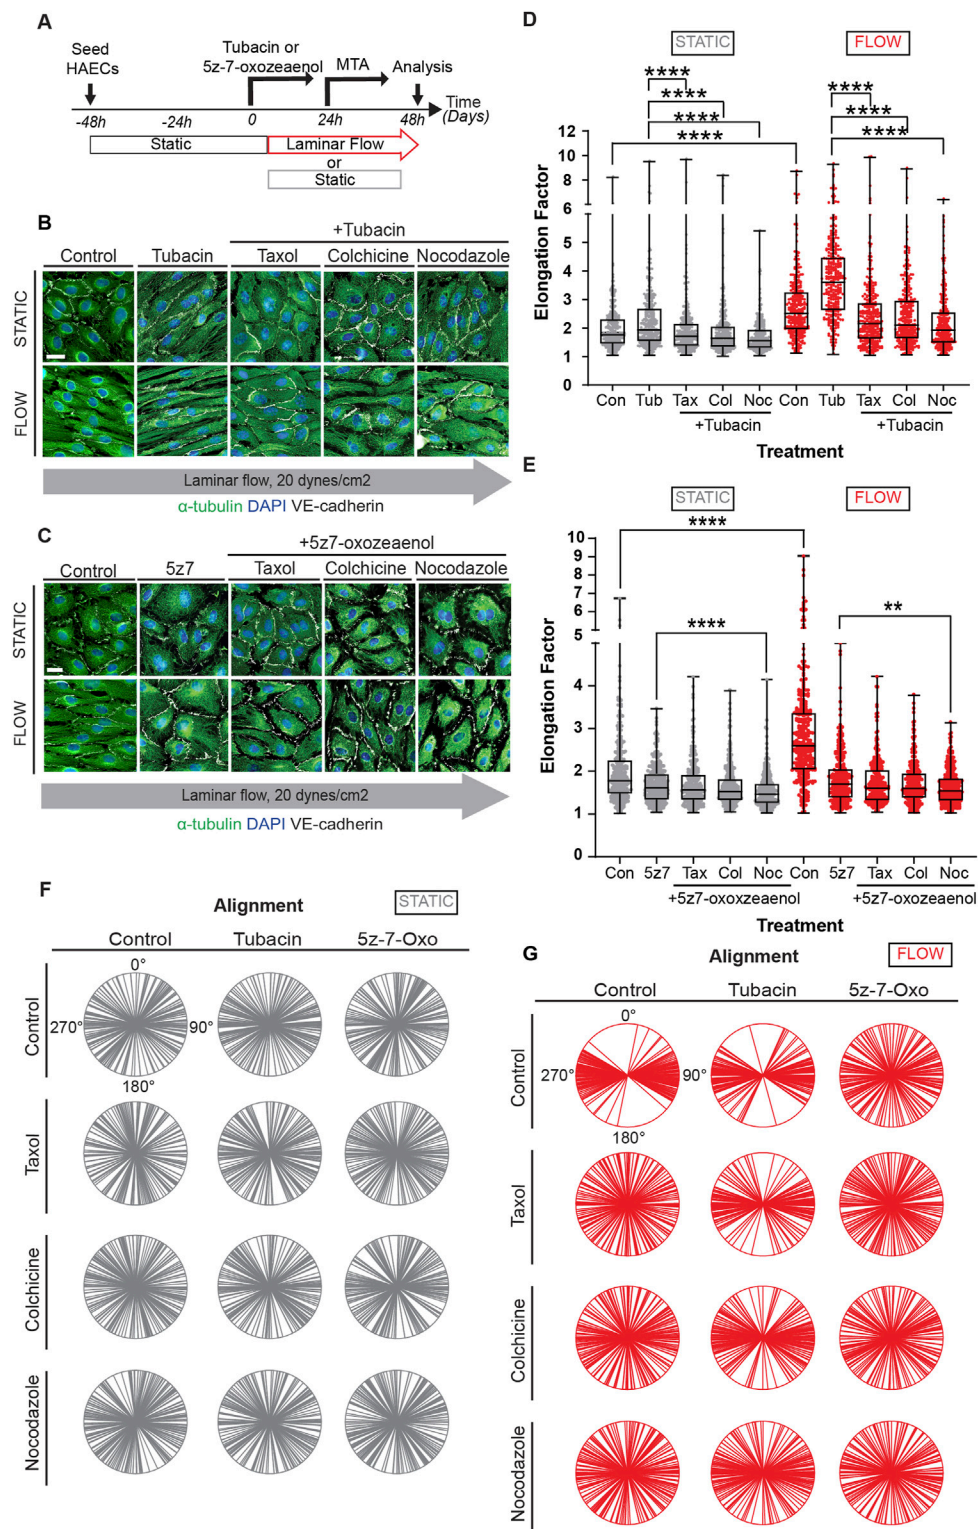 A
Seed
HAECs
Tubacin or
5z-7-oxozeaenol
MTA
Analysis
Time
(Days)
-48h
-24h
0
24h
48h
Static
Laminar Flow
or
Static
B
+Tubacin
Control Tubacin Taxol Colchicine Nocodazole
STATIC
FLOW
Laminar flow, 20 dynes/cm2
α-tubulin DAPI VE-cadherin
C
+5z7-oxozeaenol
Control 5z7 Taxol Colchicine Nocodazole
STATIC
FLOW
Laminar flow, 20 dynes/cm2
α-tubulin DAPI VE-cadherin
D
STATIC
FLOW
****
****
****
****
****
****
****
Elongation Factor
12
10
8
6
5
4
3
2
1
0
Con Tub Tax Col Noc Con Tub Tax Col Noc
+Tubacin +Tubacin
Treatment
E
STATIC
FLOW
****
****
**
Elongation Factor
10
9
8
7
6
5
4
3
2
1
0
Con 5z7 Tax Col Noc Con 5z7 Tax Col Noc
+5z7-oxoxzeaenol +5z7-oxozeaenol
Treatment
F
Alignment
STATIC
Control Tubacin 5z-7-Oxo
0°
270° 90°
180°
Control
Taxol
Colchicine
Nocodazole
G
Alignment
FLOW
Control Tubacin 5z-7-Oxo
0°
270° 90°
180°
Control
Taxol
Colchicine
Nocodazole